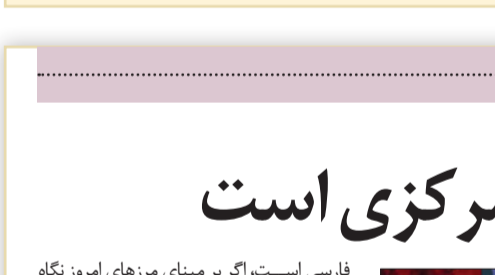 مرکزی است
فارسی است، اگر بر مبنای مرزهای امروز نگاه